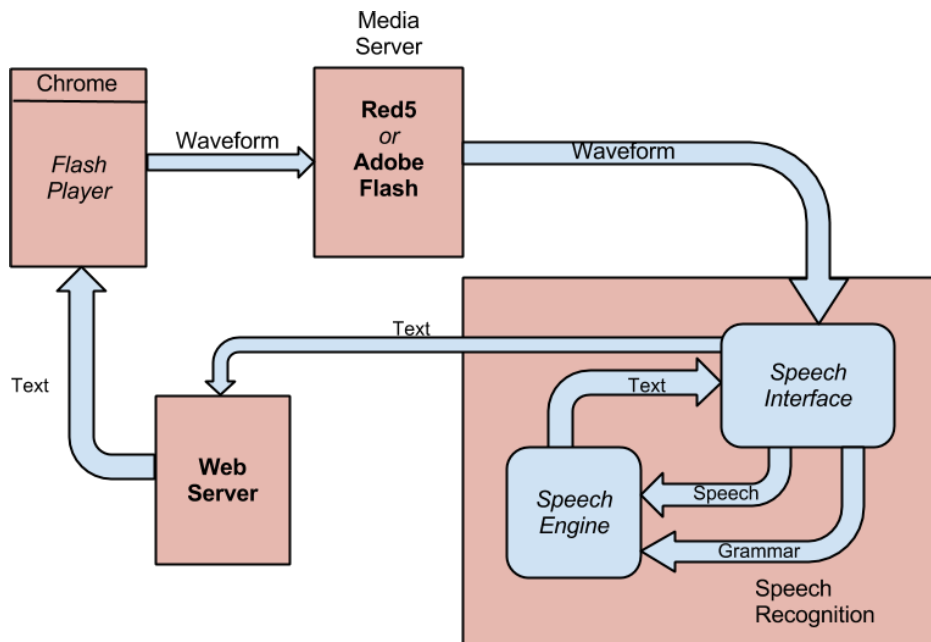 Media
Server
Chrome
Flash
Player
Waveform
Red5
or
Adobe
Flash
Waveform
Text
Text
Web
Server
Speech
Interface
Text
Speech
Engine
Speech
Grammar
Speech
Recognition